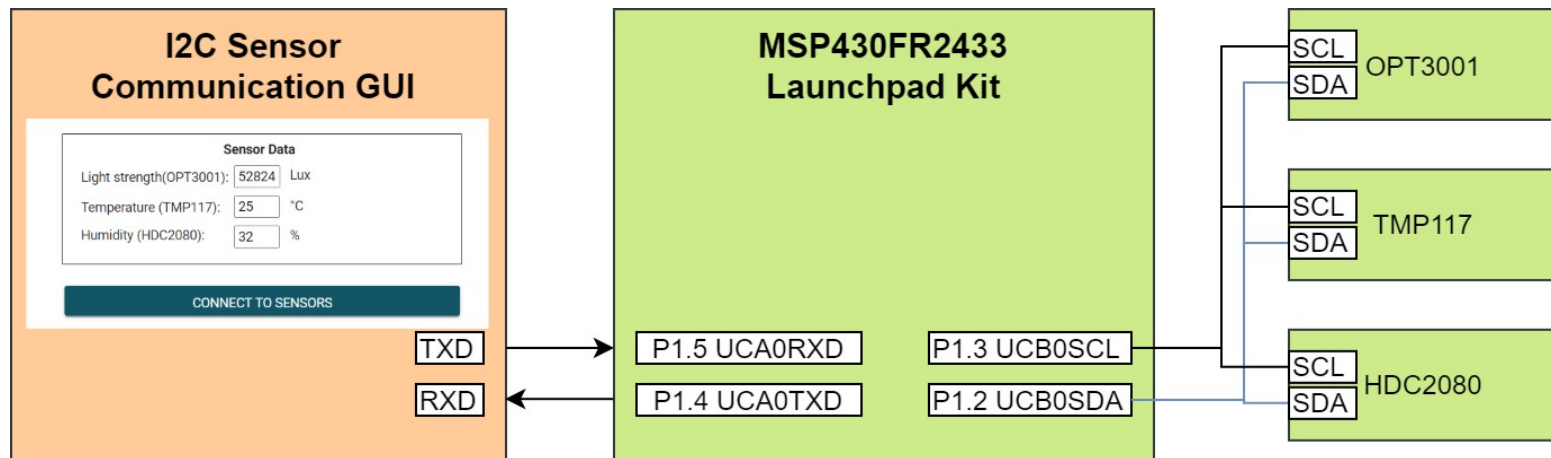 I2C Sensor
Communication GUI
Sensor Data
Light strength(OPT3001): 52824 Lux
Temperature (TMP117): 25 °C
Humidity (HDC2080): 32 %
CONNECT TO SENSORS
TXD
RXD
MSP430FR2433
Launchpad Kit
P1.5 UCA0RXD
P1.4 UCA0TXD
P1.3 UCB0SCL
P1.2 UCB0SDA
SCL
SDA
OPT3001
SCL
SDA
TMP117
SCL
SDA
HDC2080